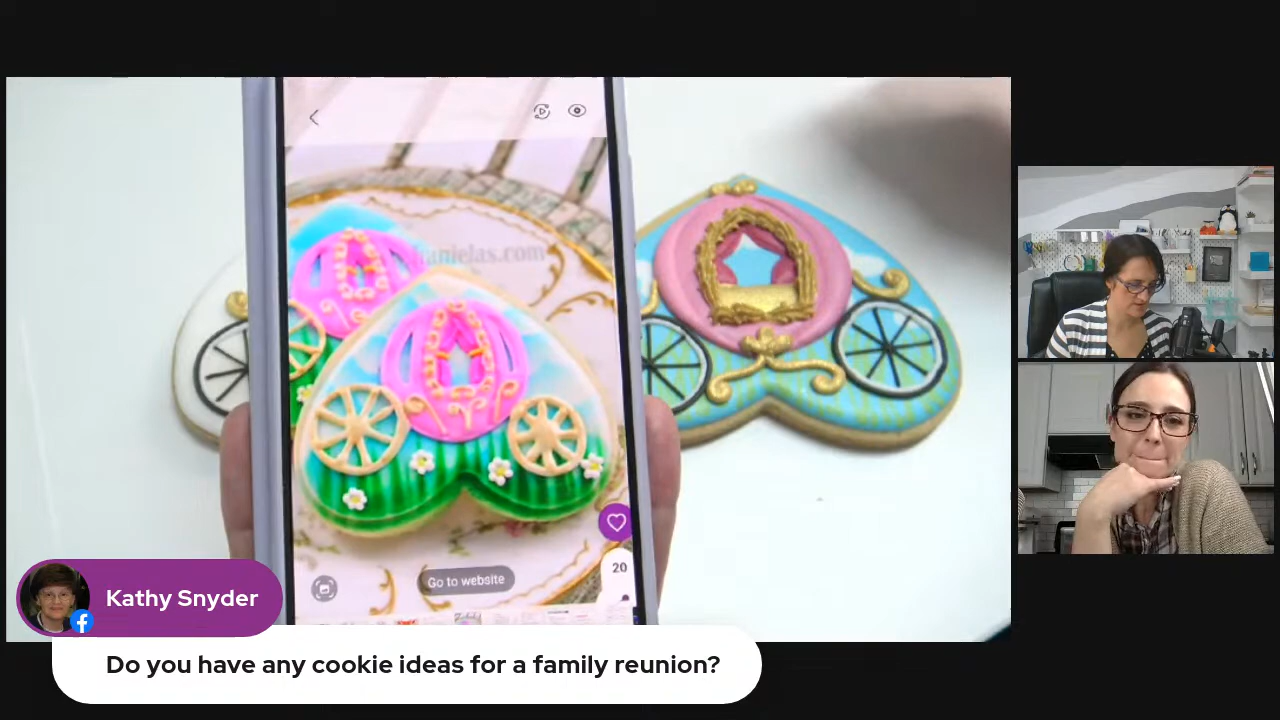 Go to website
20
Kathy Snyder
Do you have any cookie ideas for a family reunion?